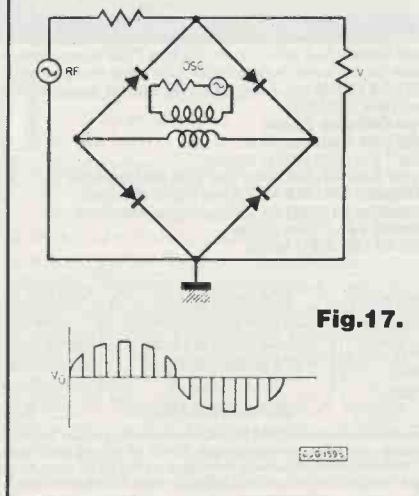 OSC
RF
V
Fig.17.
V₀